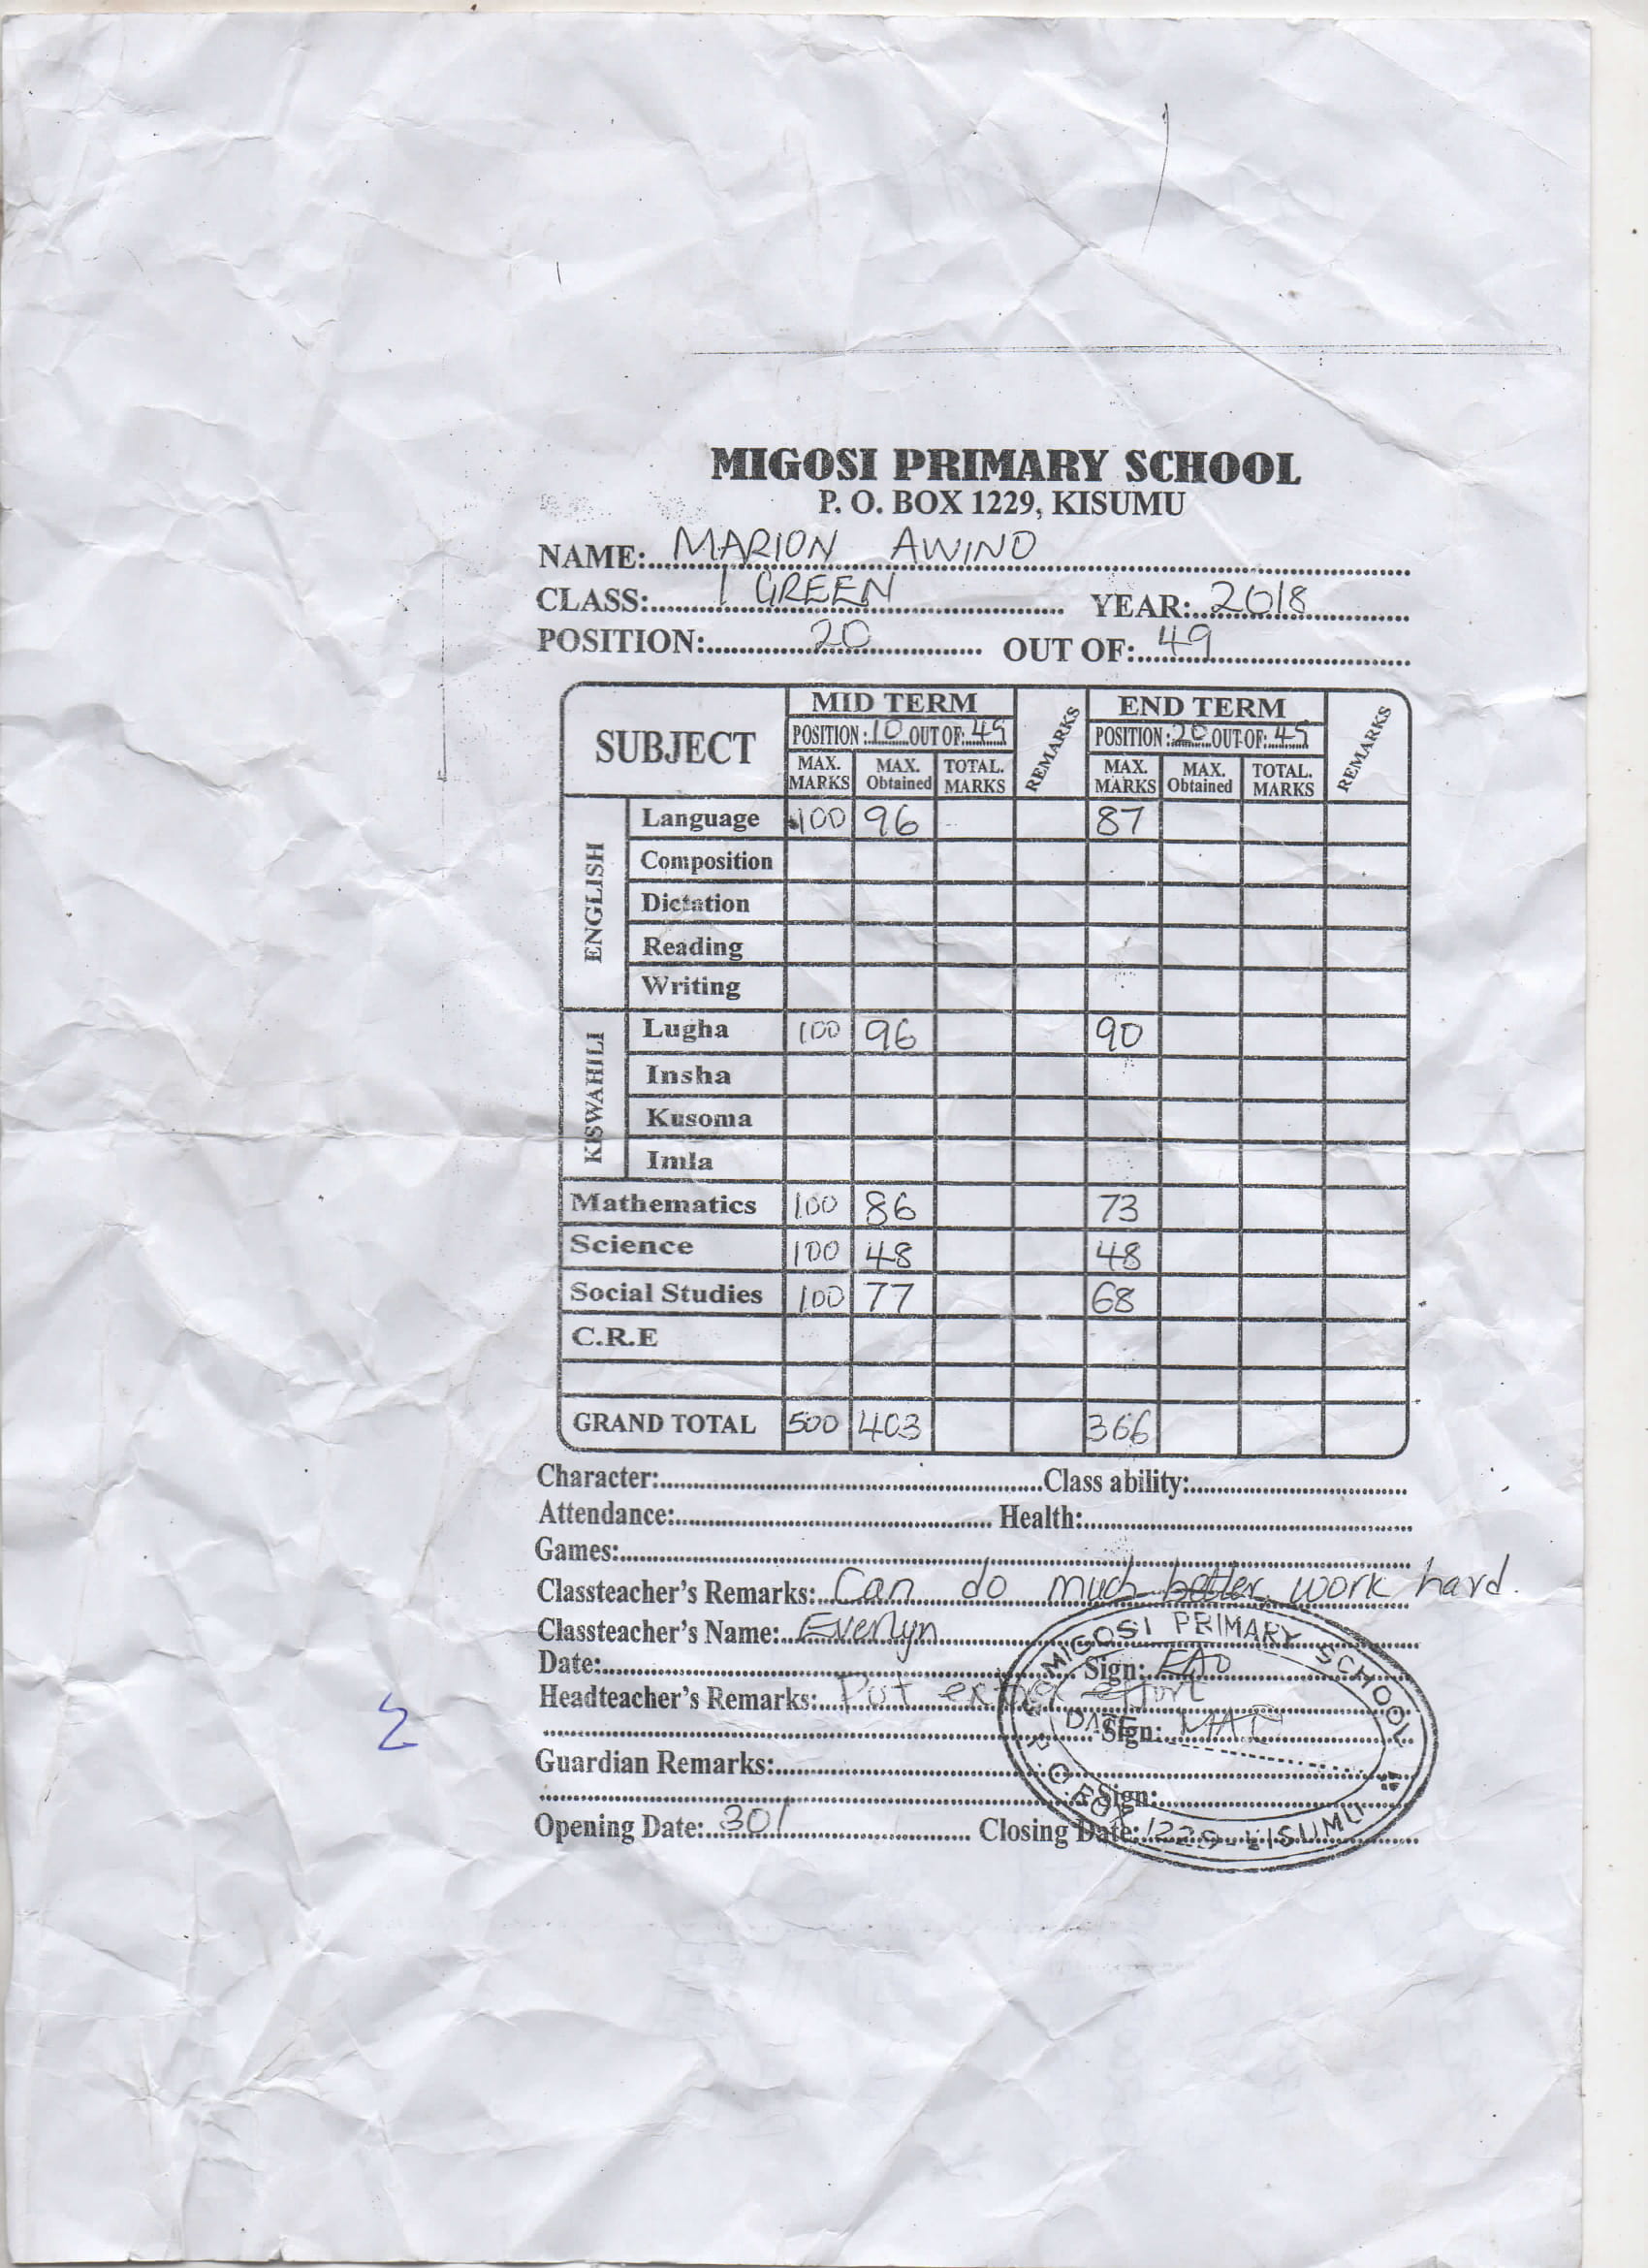 MIGOSI PRIMARY SCHOOL
P. O. BOX 1229, KISUMU
NAME: MARION AWINO
CLASS: 1 GREEN YEAR: 2018
POSITION: 20 OUT OF: 49
SUBJECT MID TERM REMARKS END TERM REMARKS
POSITION: 10 OUT OF: 45 POSITION: 20 OUT OF: 45
MAX. MARKS MAX. Obtained TOTAL. MARKS MAX. MARKS MAX. Obtained TOTAL. MARKS
ENGLISH
Language 100 96 87
Composition
Dictation
Reading
Writing
KISWAHILI
Lugha 100 96 90
Insha
Kusoma
Imla
Mathematics 100 86 73
Science 100 48 48
Social Studies 100 77 68
C.R.E
GRAND TOTAL 500 403 366
Character: Class ability:
Attendance: Health:
Games:
Classteacher's Remarks: Can do much better. work hard.
Classteacher's Name: Everlyn
Date: Sign:
Headteacher's Remarks: Put extra effort
Sign:
Guardian Remarks:
Sign:
Opening Date: 30/ Closing Date:
MIGOSI PRIMARY SCHOOL
DATE
P. O. BOX 1229 - KISUMU